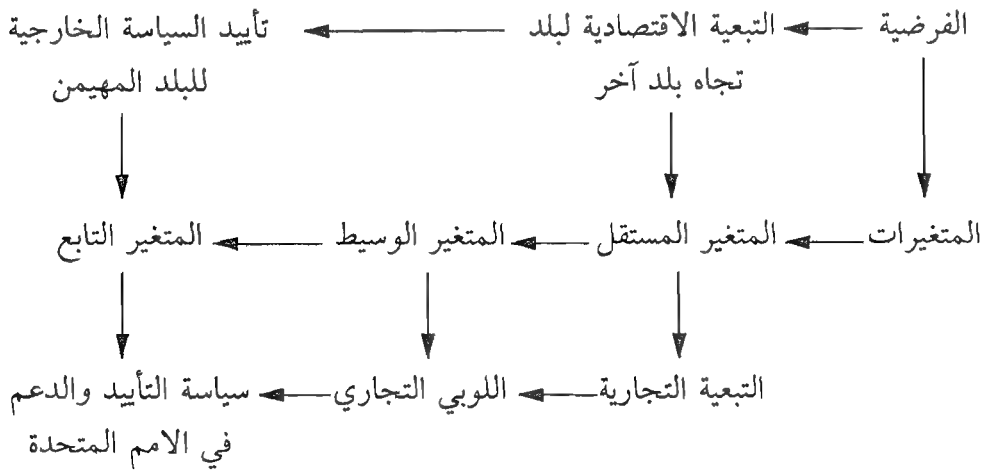 الفرضية التبعية الاقتصادية لبلد تأييد السياسة الخارجية
تجاه بلد آخر للبلد المهيمن
المتغيرات المتغير المستقل المتغير الوسيط المتغير التابع
التبعية التجارية اللوبي التجاري سياسة التأييد والدعم
في الامم المتحدة